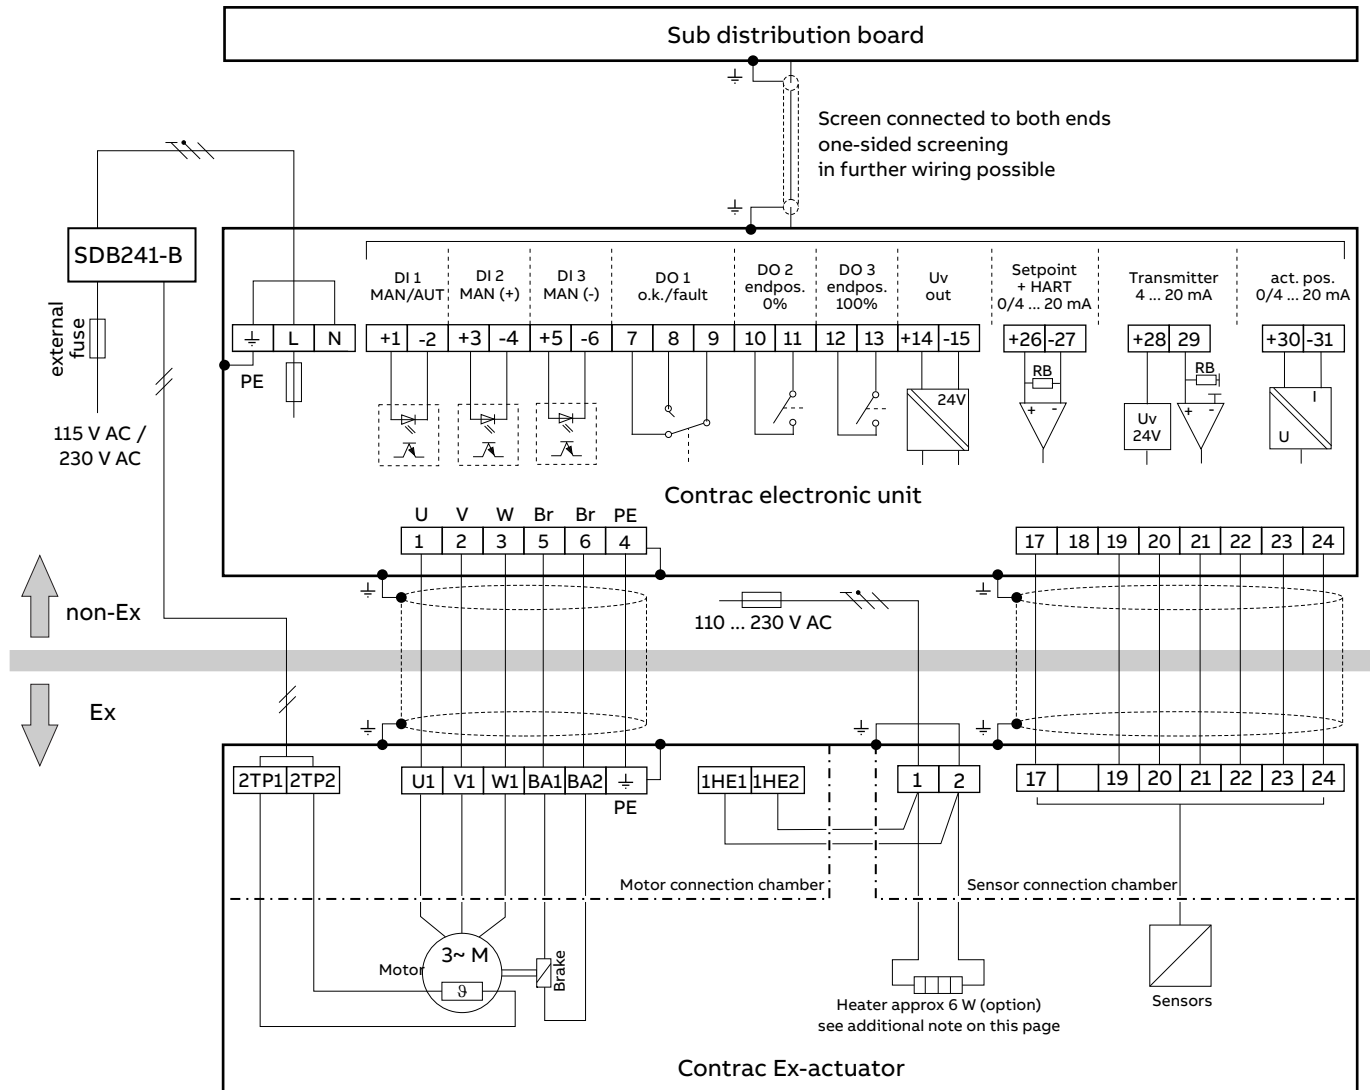 Sub distribution board
Screen connected to both ends
one-sided screening
in further wiring possible
SDB241-B
external
fuse
115 V AC /
230 V AC
DI 1
MAN/AUT
DI 2
MAN (+)
DI 3
MAN (-)
DO 1
o.k./fault
DO 2
endpos.
0%
DO 3
endpos.
100%
Uv
out
Setpoint
+ HART
0/4 ... 20 mA
Transmitter
4 ... 20 mA
act. pos.
0/4 ... 20 mA
L N
+1 -2 +3 -4 +5 -6 7 8 9 10 11 12 13 +14 -15 +26 -27 +28 29 +30 -31
PE
RB
+ -
24V
Uv
24V
RB
+ -
I
U
Contrac electronic unit
U V W Br Br PE
1 2 3 5 6 4
17 18 19 20 21 22 23 24
non-Ex
110 ... 230 V AC
Ex
2TP1 2TP2
U1 V1 W1 BA1 BA2
PE
1HE1 1HE2
1 2
17 19 20 21 22 23 24
Motor connection chamber
Sensor connection chamber
3~ M
Motor
ϑ
Brake
Heater approx 6 W (option)
see additional note on this page
Sensors
Contrac Ex-actuator